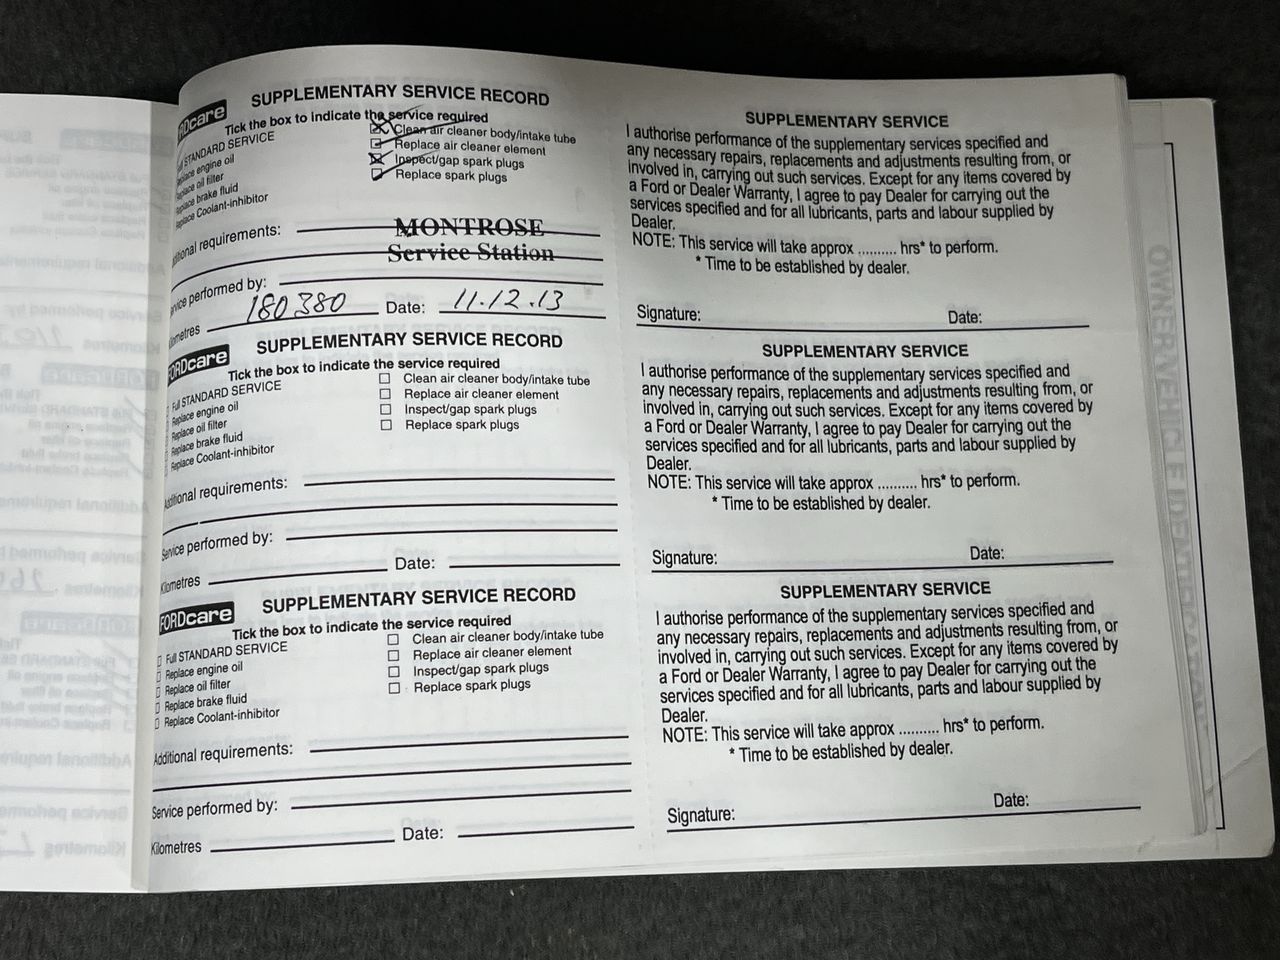 RDcare SUPPLEMENTARY SERVICE RECORD
Tick the box to indicate the service required
STANDARD SERVICE
engine oil
oil filter
brake fluid
Coolant-inhibitor
Clean air cleaner body/intake tube
Replace air cleaner element
Inspect/gap spark plugs
Replace spark plugs
requirements:
MONTROSE
Service Station
performed by:
180380 Date: 11.12.13
SUPPLEMENTARY SERVICE
I authorise performance of the supplementary services specified and
any necessary repairs, replacements and adjustments resulting from, or
involved in, carrying out such services. Except for any items covered by
a Ford or Dealer Warranty, I agree to pay Dealer for carrying out the
services specified and for all lubricants, parts and labour supplied by
Dealer.
NOTE: This service will take approx .......... hrs* to perform.
* Time to be established by dealer.
Signature: Date:
FORDcare SUPPLEMENTARY SERVICE RECORD
Tick the box to indicate the service required
Full STANDARD SERVICE
Replace engine oil
Replace oil filter
Replace brake fluid
Replace Coolant-inhibitor
Clean air cleaner body/intake tube
Replace air cleaner element
Inspect/gap spark plugs
Replace spark plugs
Additional requirements:
Service performed by:
Kilometres Date:
SUPPLEMENTARY SERVICE
I authorise performance of the supplementary services specified and
any necessary repairs, replacements and adjustments resulting from, or
involved in, carrying out such services. Except for any items covered by
a Ford or Dealer Warranty, I agree to pay Dealer for carrying out the
services specified and for all lubricants, parts and labour supplied by
Dealer.
NOTE: This service will take approx .......... hrs* to perform.
* Time to be established by dealer.
Signature: Date:
FORDcare SUPPLEMENTARY SERVICE RECORD
Tick the box to indicate the service required
Full STANDARD SERVICE
Replace engine oil
Replace oil filter
Replace brake fluid
Replace Coolant-inhibitor
Clean air cleaner body/intake tube
Replace air cleaner element
Inspect/gap spark plugs
Replace spark plugs
Additional requirements:
Service performed by:
Kilometres Date:
SUPPLEMENTARY SERVICE
I authorise performance of the supplementary services specified and
any necessary repairs, replacements and adjustments resulting from, or
involved in, carrying out such services. Except for any items covered by
a Ford or Dealer Warranty, I agree to pay Dealer for carrying out the
services specified and for all lubricants, parts and labour supplied by
Dealer.
NOTE: This service will take approx .......... hrs* to perform.
* Time to be established by dealer.
Signature: Date: